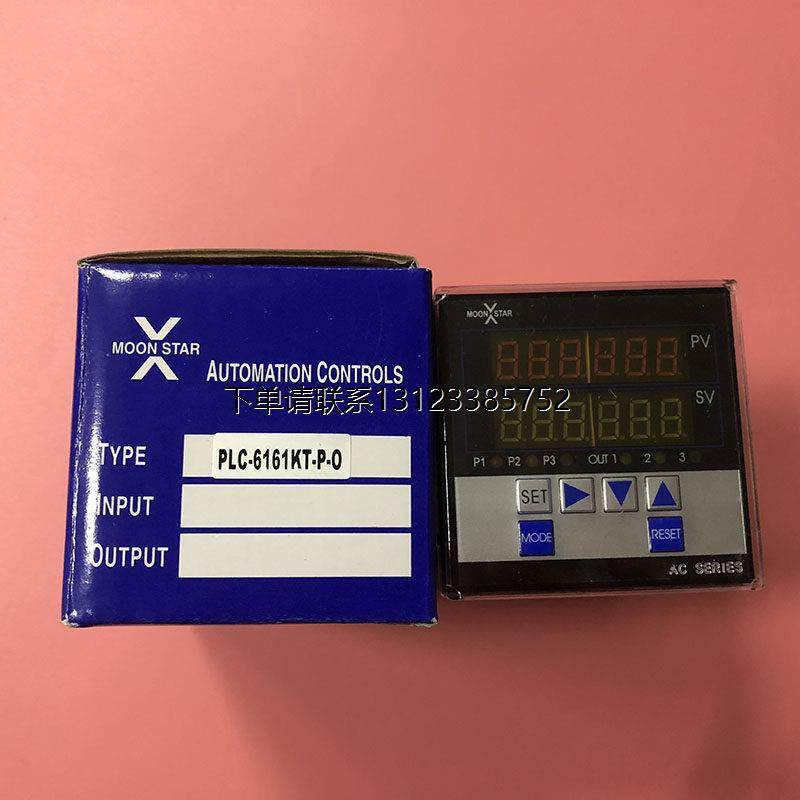 MOON STAR
AUTOMATION CONTROLS
下单请联系13123385752
TYPE PLC-6161KT-P-O
INPUT
OUTPUT
MOON STAR
PV
SV
P1 P2 P3 OUT 1 2 3
SET
MODE RESET
AC SERIES